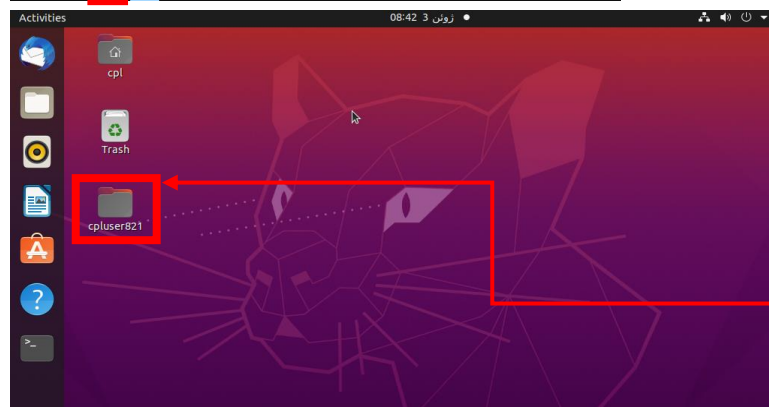 Activities
08:42 3 ژوئن
cpl
Trash
cpluser821